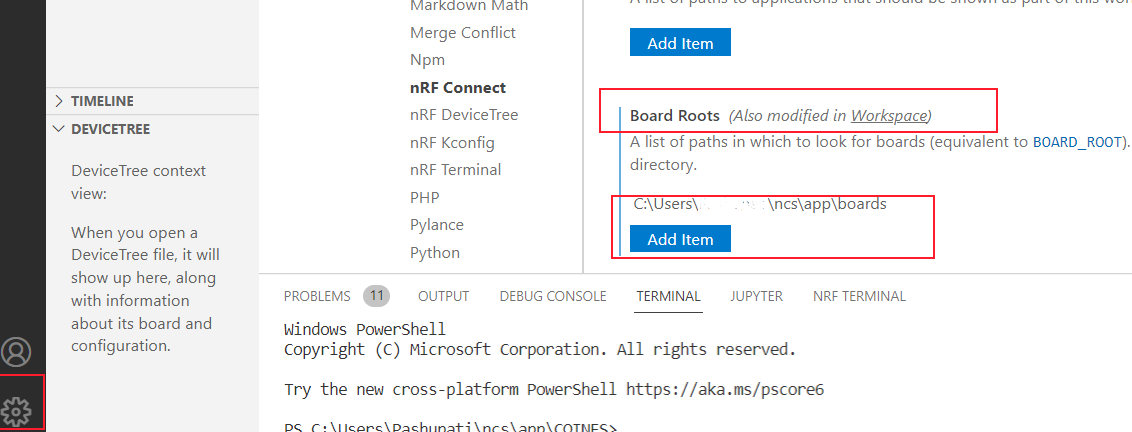 TIMELINE
DEVICETREE
DeviceTree context
view:
When you open a
DeviceTree file, it will
show up here, along
with information
about its board and
configuration.
Markdown Math
Merge Conflict
Npm
nRF Connect
nRF DeviceTree
nRF Kconfig
nRF Terminal
PHP
Pylance
Python
A list of paths to applications that should be shown as part of this
Add Item
Board Roots (Also modified in Workspace)
A list of paths in which to look for boards (equivalent to BOARD_ROOT).
directory.
C:\Users\ \ncs\app\boards
Add Item
PROBLEMS 11 OUTPUT DEBUG CONSOLE TERMINAL JUPYTER NRF TERMINAL
Windows PowerShell
Copyright (C) Microsoft Corporation. All rights reserved.
Try the new cross-platform PowerShell https://aka.ms/pscore6
PS C:\Users\Pashupati\ncs\app\COINES>